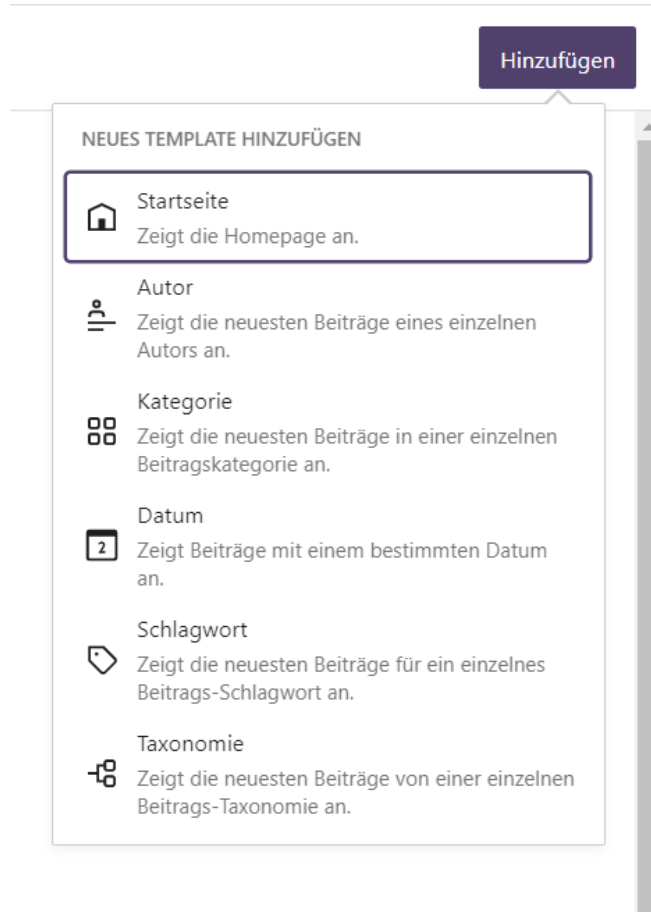 Hinzufügen
NEUES TEMPLATE HINZUFÜGEN
Startseite
Zeigt die Homepage an.
Autor
Zeigt die neuesten Beiträge eines einzelnen
Autors an.
Kategorie
Zeigt die neuesten Beiträge in einer einzelnen
Beitragskategorie an.
Datum
2
Zeigt Beiträge mit einem bestimmten Datum
an.
Schlagwort
Zeigt die neuesten Beiträge für ein einzelnes
Beitrags-Schlagwort an.
Taxonomie
Zeigt die neuesten Beiträge von einer einzelnen
Beitrags-Taxonomie an.